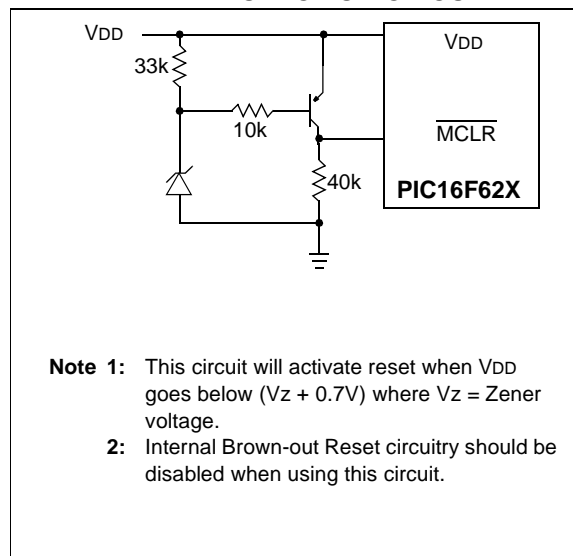 VDD
VDD
33k
10k
MCLR
40k
PIC16F62X
Note 1: This circuit will activate reset when VDD
goes below (Vz + 0.7V) where Vz = Zener
voltage.
2: Internal Brown-out Reset circuitry should be
disabled when using this circuit.